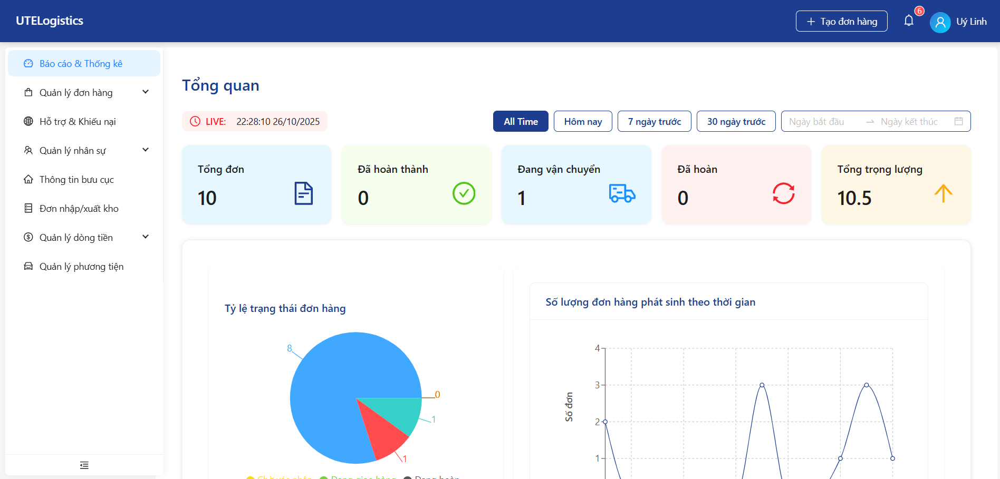 UTELogistics
Tạo đơn hàng
6
Uý Linh
Báo cáo & Thống kê
Quản lý đơn hàng
Hỗ trợ & Khiếu nại
Quản lý nhân sự
Thông tin bưu cục
Đơn nhập/xuất kho
Quản lý dòng tiền
Quản lý phương tiện
Tổng quan
LIVE: 22:28:10 26/10/2025
All Time
Hôm nay
7 ngày trước
30 ngày trước
Ngày bắt đầu
Ngày kết thúc
Tổng đơn
10
Đã hoàn thành
0
Đang vận chuyển
1
Đã hoàn
0
Tổng trọng lượng
10.5
Tỷ lệ trạng thái đơn hàng
8
0
1
1
Số lượng đơn hàng phát sinh theo thời gian
Số đơn
4
3
2
1